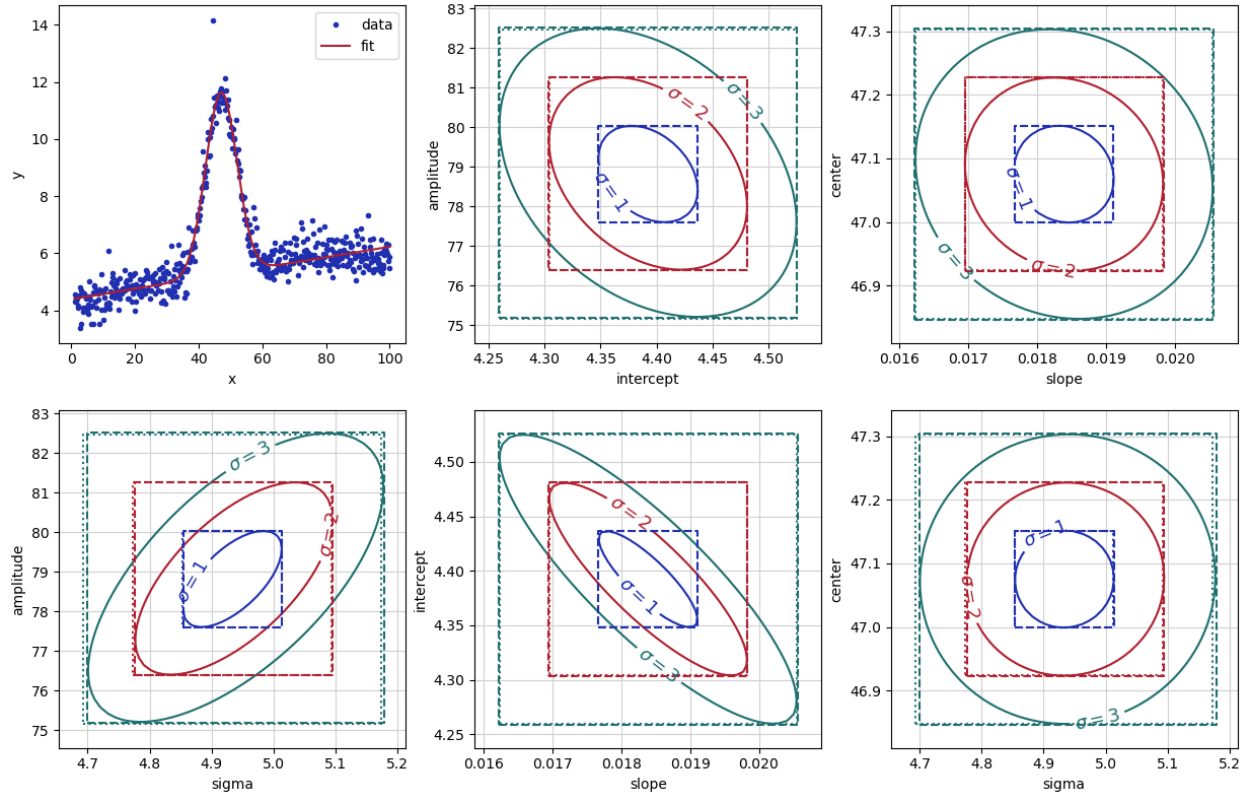 data
fit
14
12
10
8
6
4
y
0
20
40
60
80
100
x
83
82
81
80
79
78
77
76
75
amplitude
σ = 1
σ = 2
σ = 3
4.25
4.30
4.35
4.40
4.45
4.50
intercept
47.3
47.2
47.1
47.0
46.9
center
σ = 1
σ = 2
σ = 3
0.016
0.017
0.018
0.019
0.020
slope
83
82
81
80
79
78
77
76
75
amplitude
σ = 3
σ = 2
σ = 1
4.7
4.8
4.9
5.0
5.1
5.2
sigma
4.50
4.45
4.40
4.35
4.30
4.25
intercept
σ = 2
σ = 1
σ = 3
0.016
0.017
0.018
0.019
0.020
slope
47.3
47.2
47.1
47.0
46.9
center
σ = 1
σ = 2
σ = 3
4.7
4.8
4.9
5.0
5.1
5.2
sigma